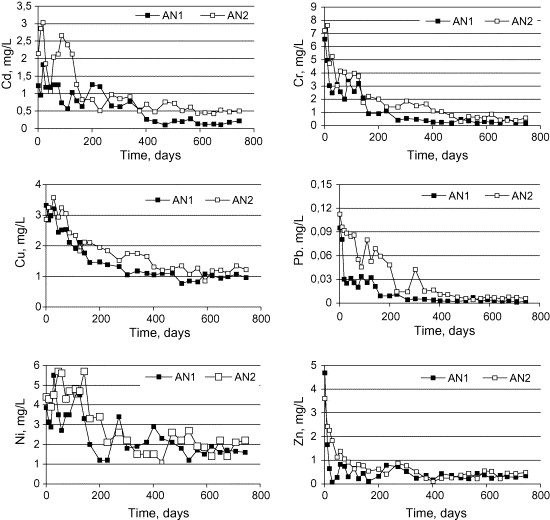 Cd, mg/L
3,5
3
2,5
2
1,5
1
0,5
0
AN1 AN2
0 200 400 600 800
Time, days
Cr, mg/L
9
8
7
6
5
4
3
2
1
0
AN1 AN2
0 200 400 600 800
Time, days
Cu, mg/L
4
3
2
1
0
AN1 AN2
0 200 400 600 800
Time, days
Pb. mg/L
0,15
0,12
0,09
0,06
0,03
0
AN1 AN2
0 200 400 600 800
Time, days
Ni, mg/L
6
5
4
3
2
1
0
AN1 AN2
0 200 400 600 800
Time, days
Zn, mg/L
5
4
3
2
1
0
AN1 AN2
0 200 400 600 800
Time, days